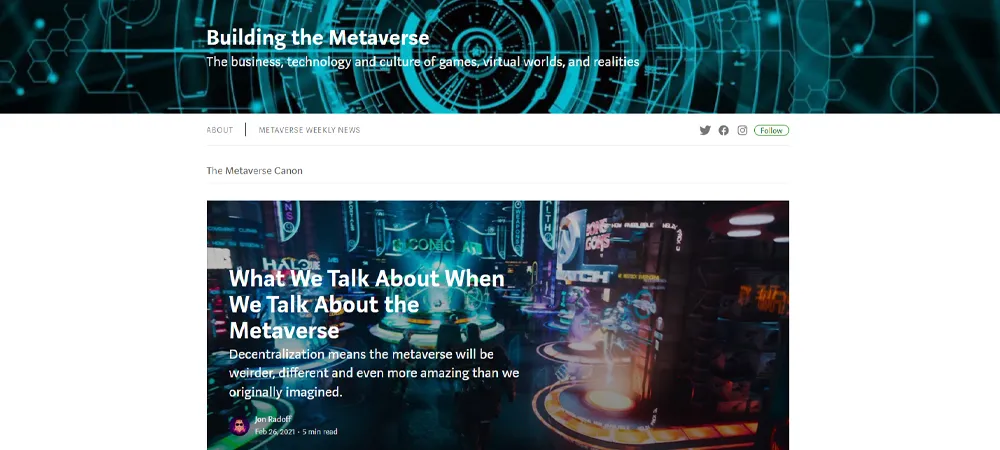 Building the Metaverse
The business, technology and culture of games, virtual worlds, and realities
ABOUT
METAVERSE WEEKLY NEWS
Follow
The Metaverse Canon
ICONIC
HALO
What We Talk About When
We Talk About the
Metaverse
Decentralization means the metaverse will be
weirder, different and even more amazing than we
originally imagined.
Jon Radoff
Feb 26, 2021 · 5 min read